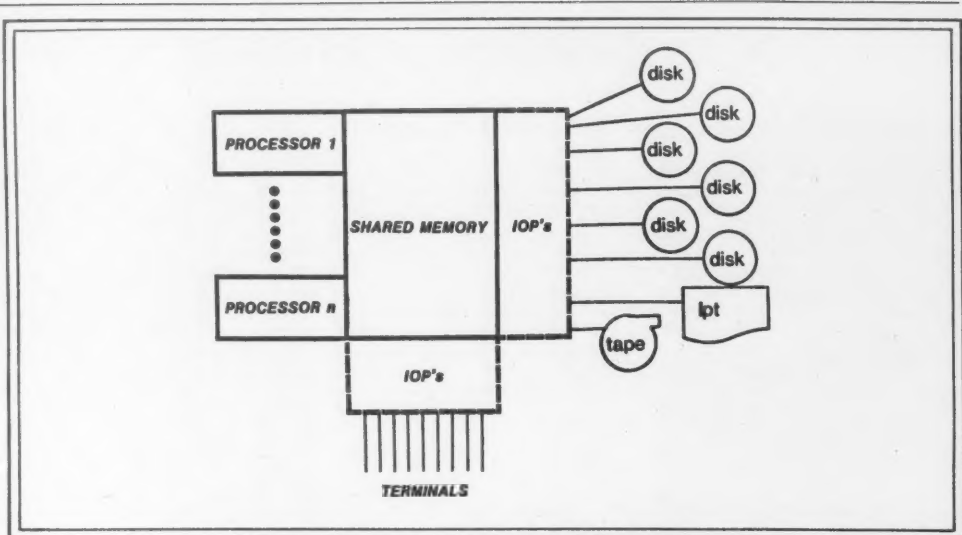 disk
disk
PROCESSOR 1
disk
disk
SHARED MEMORY
IOP's
disk
disk
PROCESSOR n
lpt
tape
IOP's
TERMINALS